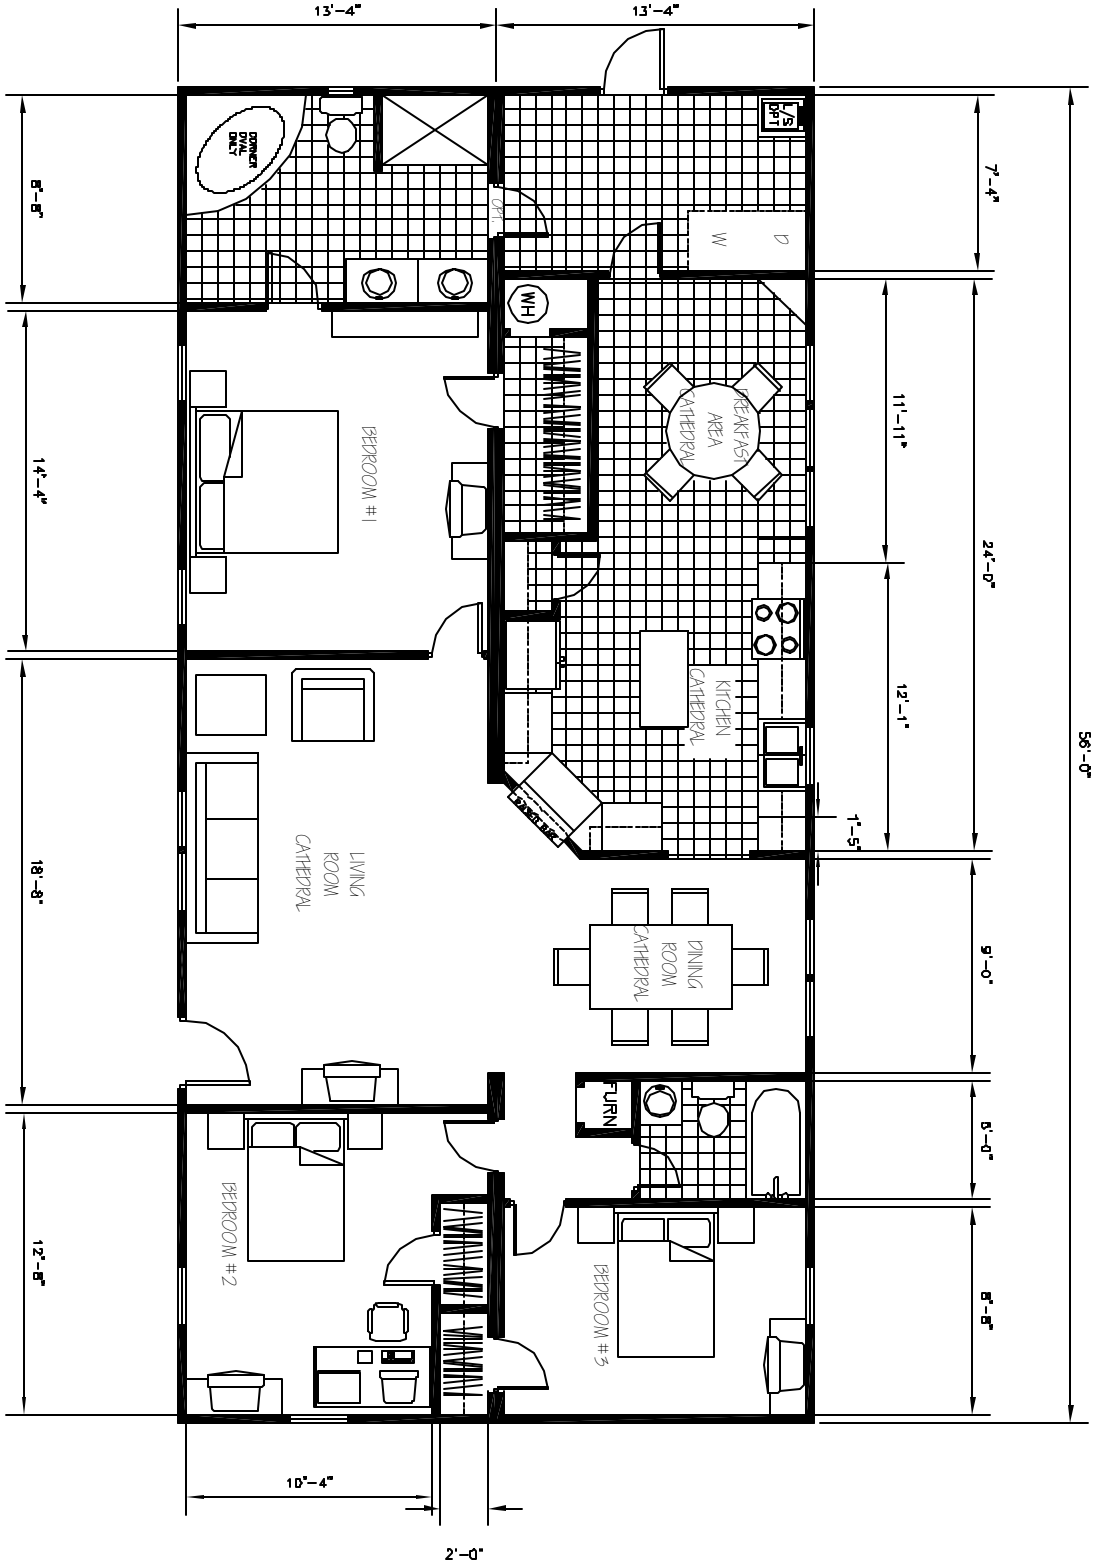 13'-4"
13'-4"
L/S
OPT
CORNER
OVAL
ONLY
7'-4"
8'-8"
OPT.
W
D
WH
BREAKFAST
AREA
CATHEDRAL
11'-11"
BEDROOM #1
14'-4"
24'-0"
KITCHEN
CATHEDRAL
12'-1"
56'-0"
1'-5"
LIVING
ROOM
CATHEDRAL
18'-8"
DINING
ROOM
CATHEDRAL
9'-0"
FURN
5'-0"
BEDROOM #2
12'-8"
BEDROOM #3
8'-8"
10'-4"
2'-0"